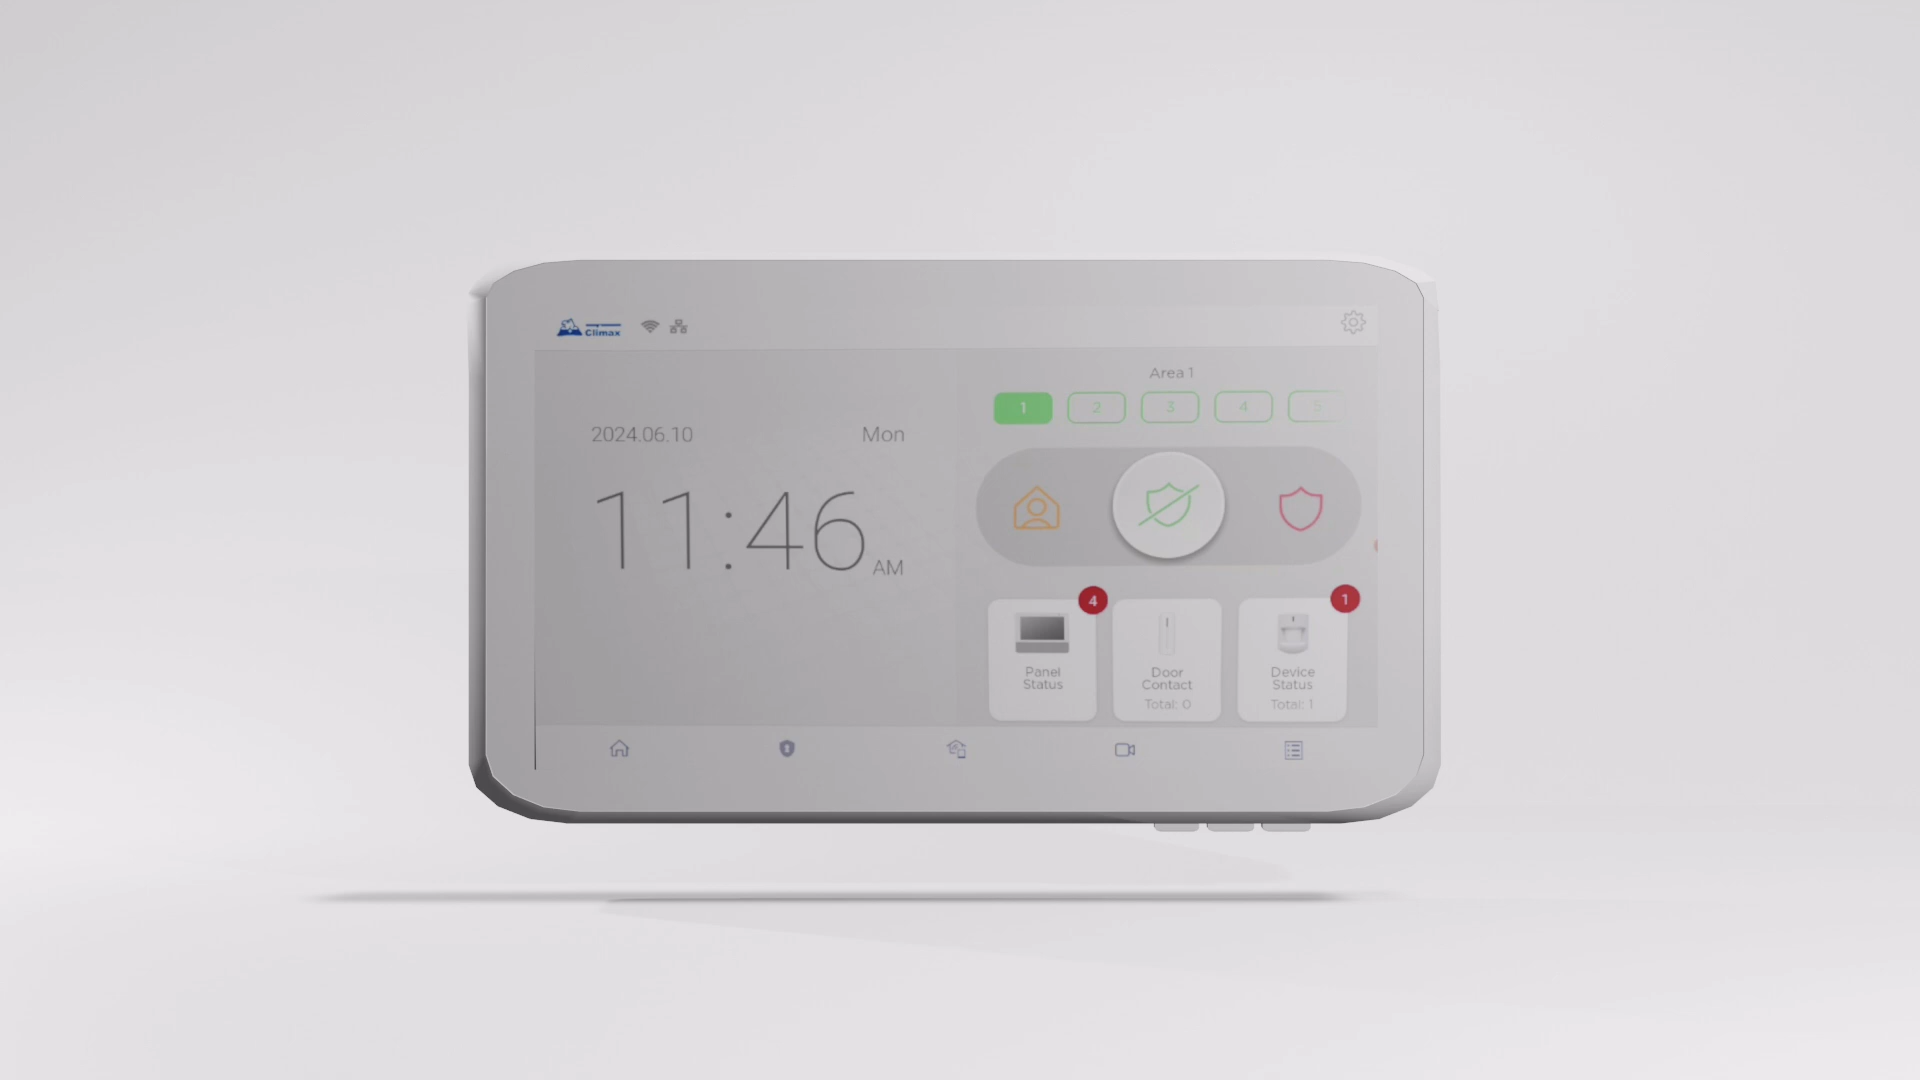 Climax
Area 1
1 2 3 4 5
2024.06.10 Mon
11:46 AM
4
1
Panel
Status
Door
Contact
Total: 0
Device
Status
Total: 1